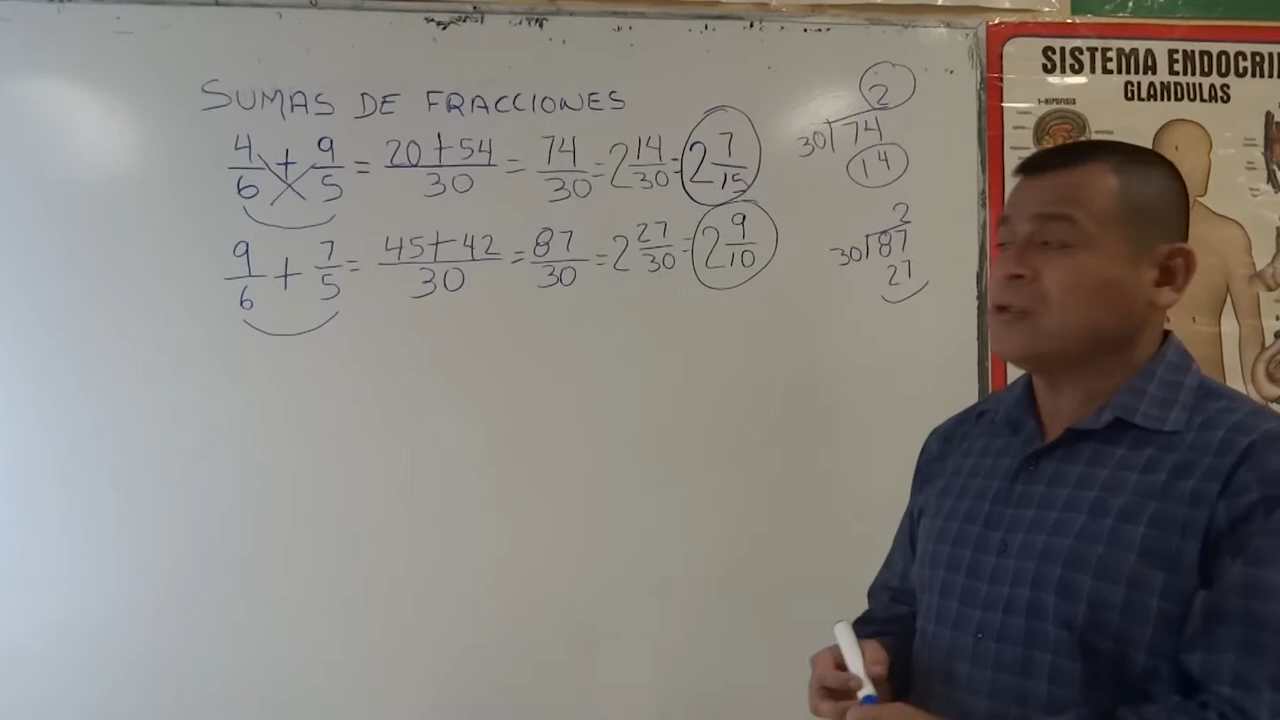 SUMAS DE FRACCIONES
4/6 + 9/5 = 20+54/30 = 74/30 = 2 14/30 = 2 7/15
9/6 + 7/5 = 45+42/30 = 87/30 = 2 27/30 = 2 9/10
2
30 74
14
2
30 87
27
SISTEMA ENDOCRI
GLANDULAS
1-HIPOFISIS